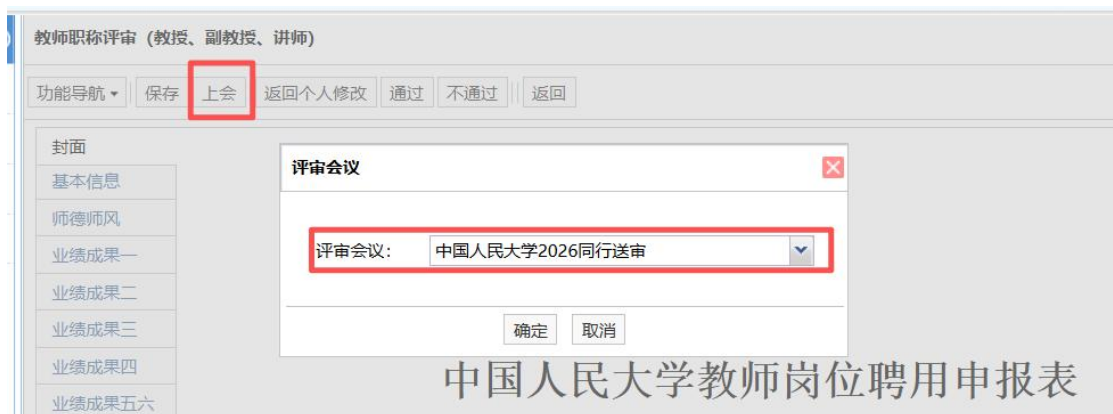 教师职称评审（教授、副教授、讲师）
功能导航 保存 上会 返回个人修改 通过 不通过 返回
封面
评审会议
基本信息
师德师风
评审会议： 中国人民大学2026同行送审
业绩成果一
业绩成果二
业绩成果三
确定 取消
业绩成果四
中国人民大学教师岗位聘用申报表
业绩成果五六